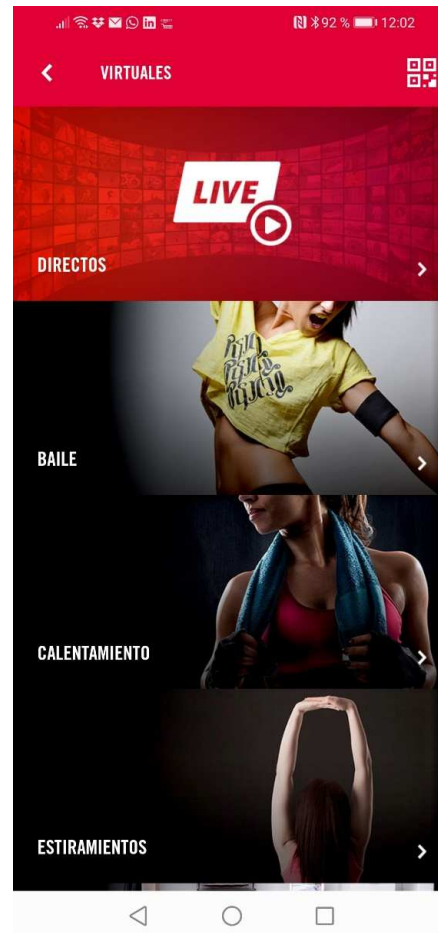 92 % 12:02
VIRTUALES
LIVE
DIRECTOS
BAILE
CALENTAMIENTO
ESTIRAMIENTOS